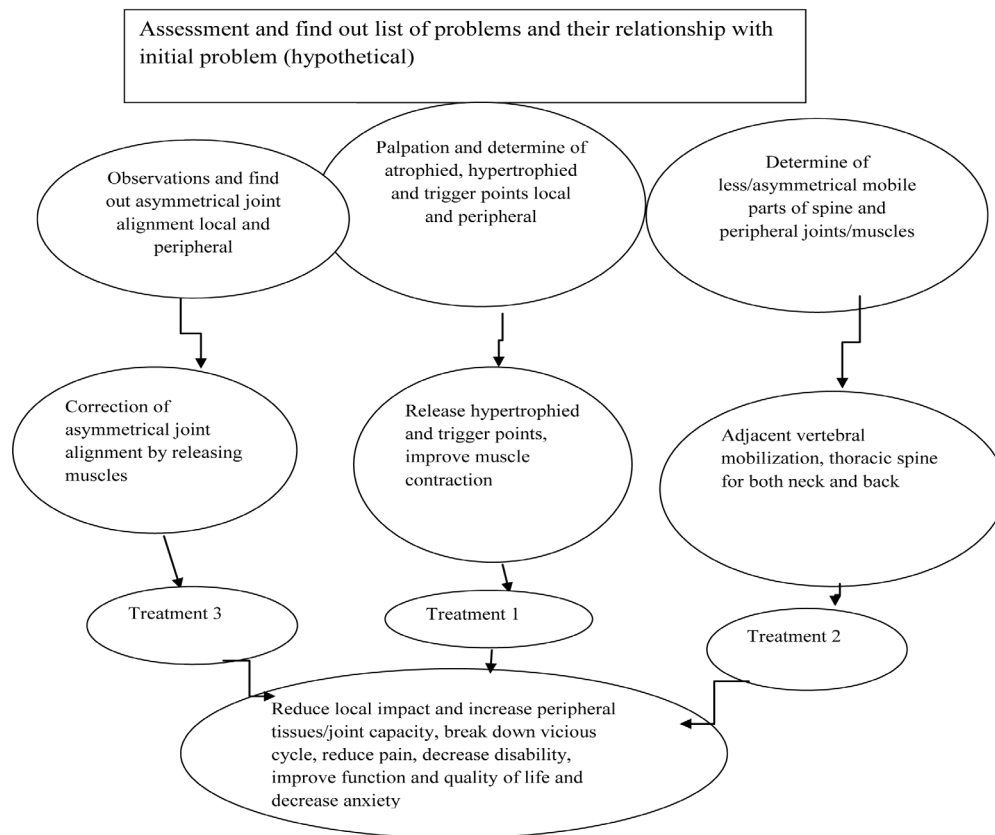 Assessment and find out list of problems and their relationship with
initial problem (hypothetical)
Observations and find
out asymmetrical joint
alignment local and
peripheral
Palpation and determine of
atrophied, hypertrophied
and trigger points local
and peripheral
Determine of
less/asymmetrical mobile
parts of spine and
peripheral joints/muscles
Correction of
asymmetrical joint
alignment by releasing
muscles
Release hypertrophied
and trigger points,
improve muscle
contraction
Adjacent vertebral
mobilization, thoracic spine
for both neck and back
Treatment 3
Treatment 1
Treatment 2
Reduce local impact and increase peripheral
tissues/joint capacity, break down vicious
cycle, reduce pain, decrease disability,
improve function and quality of life and
decrease anxiety